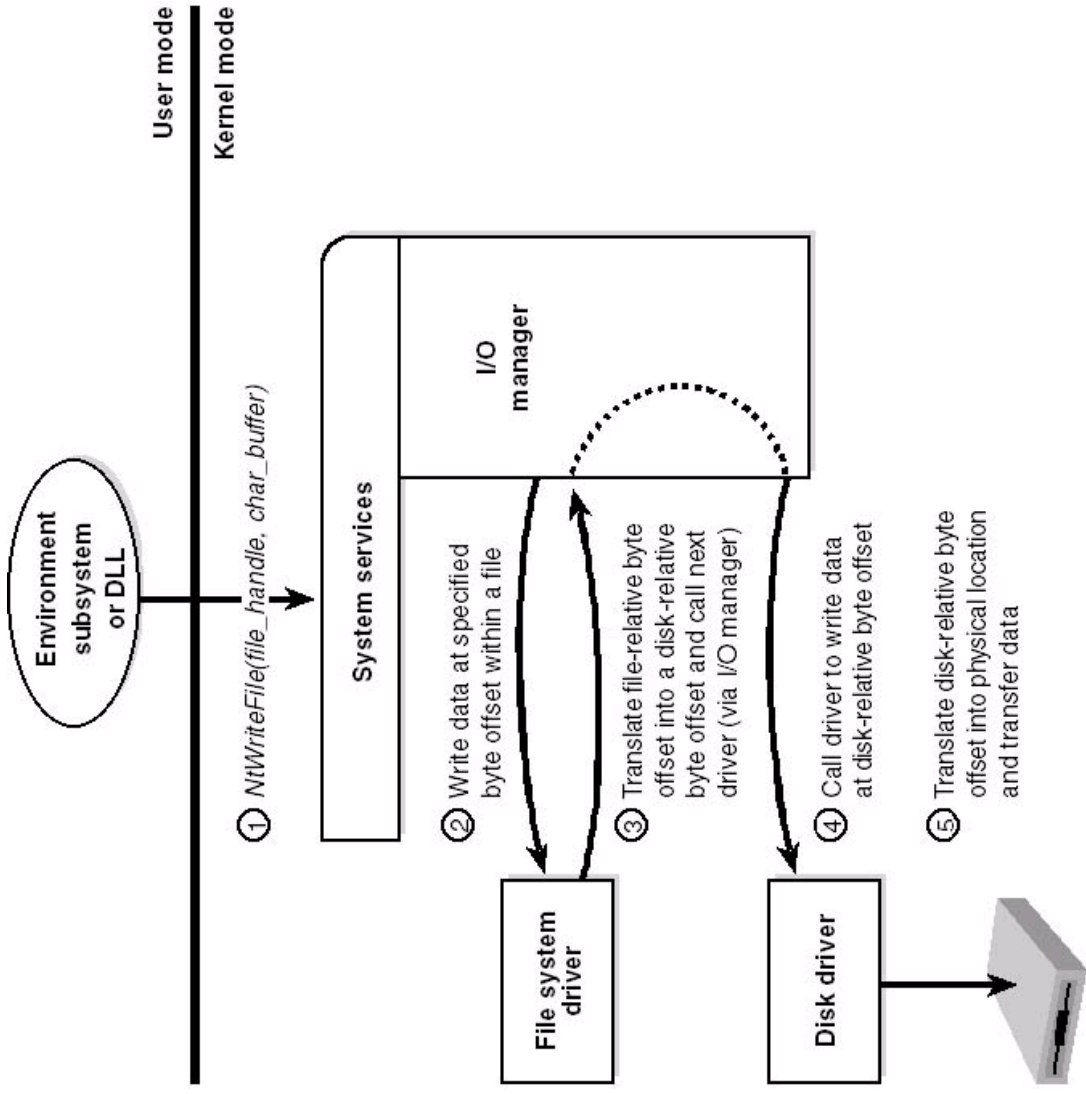 Environment
subsystem
or DLL
User mode
Kernel mode
① NtWriteFile(file_handle, char_buffer)
System services
I/O
manager
② Write data at specified
byte offset within a file
③ Translate file-relative byte
offset into a disk-relative
byte offset and call next
driver (via I/O manager)
File system
driver
④ Call driver to write data
at disk-relative byte offset
Disk driver
⑤ Translate disk-relative byte
offset into physical location
and transfer data